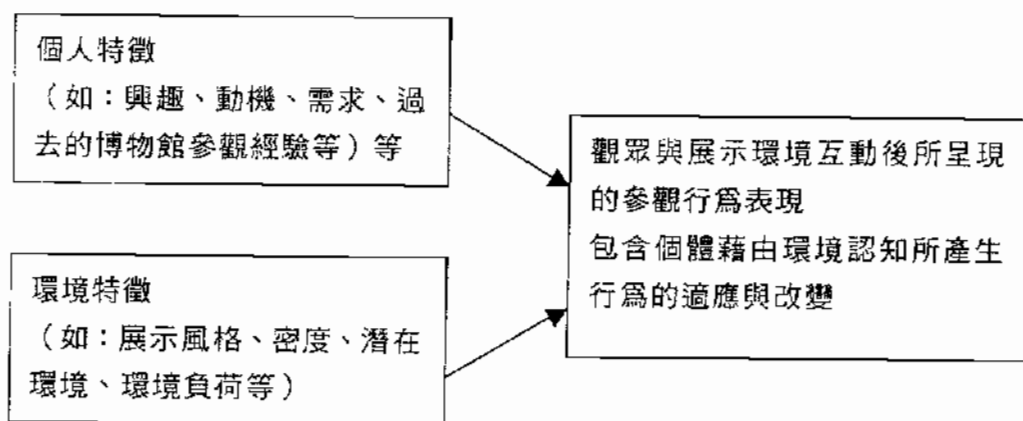 個人特徵
（如：興趣、動機、需求、過
去的博物館參觀經驗等）等
環境特徵
（如：展示風格、密度、潛在
環境、環境負荷等）
觀眾與展示環境互動後所呈現
的參觀行為表現
包含個體藉由環境認知所產生
行為的適應與改變